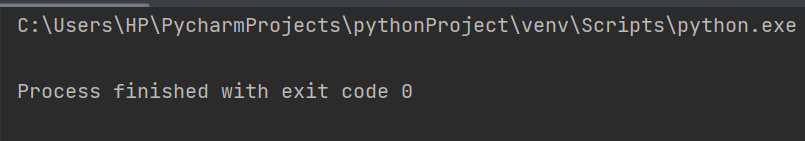 C:\Users\HP\PycharmProjects\pythonProject\venv\Scripts\python.exe
Process finished with exit code 0